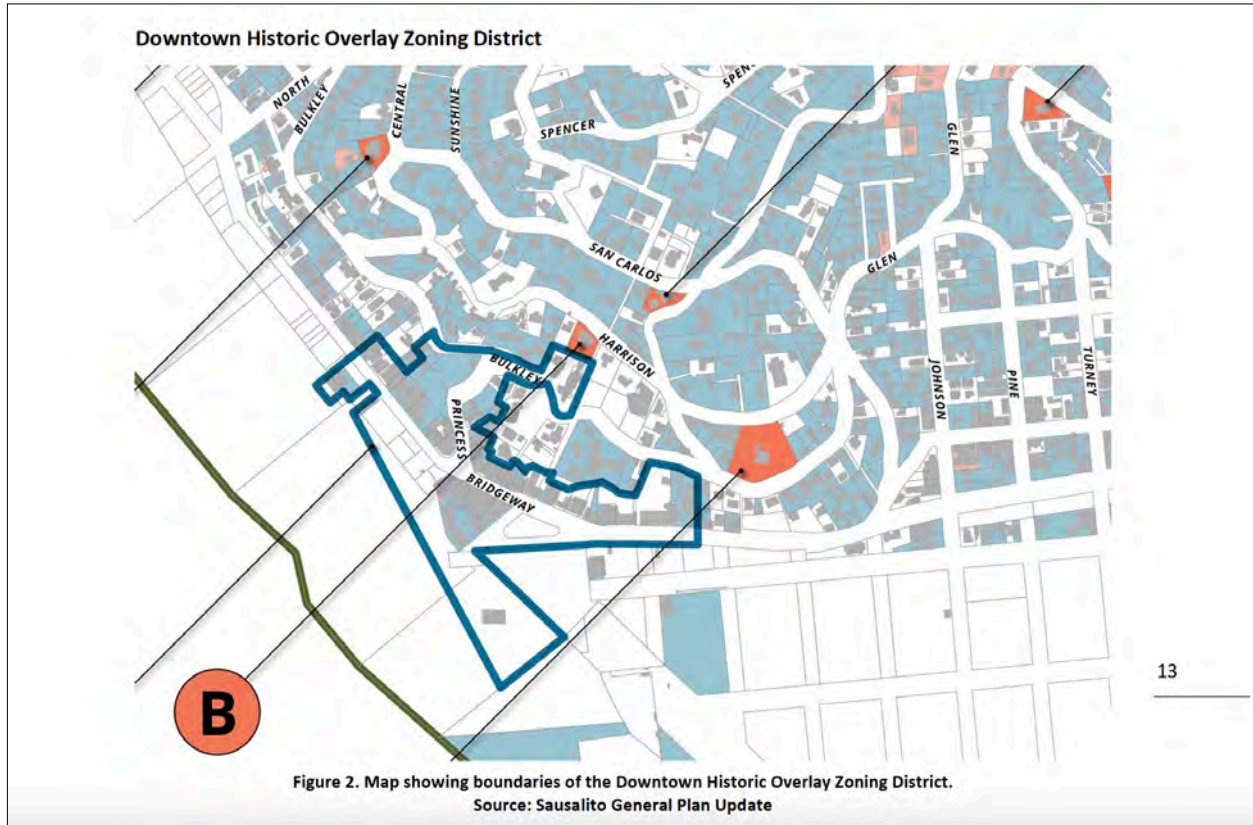 Downtown Historic Overlay Zoning District
NORTH
BULKLEY
CENTRAL
SUNSHINE
SPENCER
SPENC
GLEN
SAN CARLOS
GLEN
HARRISON
BULKLEY
PRINCESS
BRIDGEWAY
JOHNSON
PINE
TURNEY
B
13
Figure 2. Map showing boundaries of the Downtown Historic Overlay Zoning District.
Source: Sausalito General Plan Update